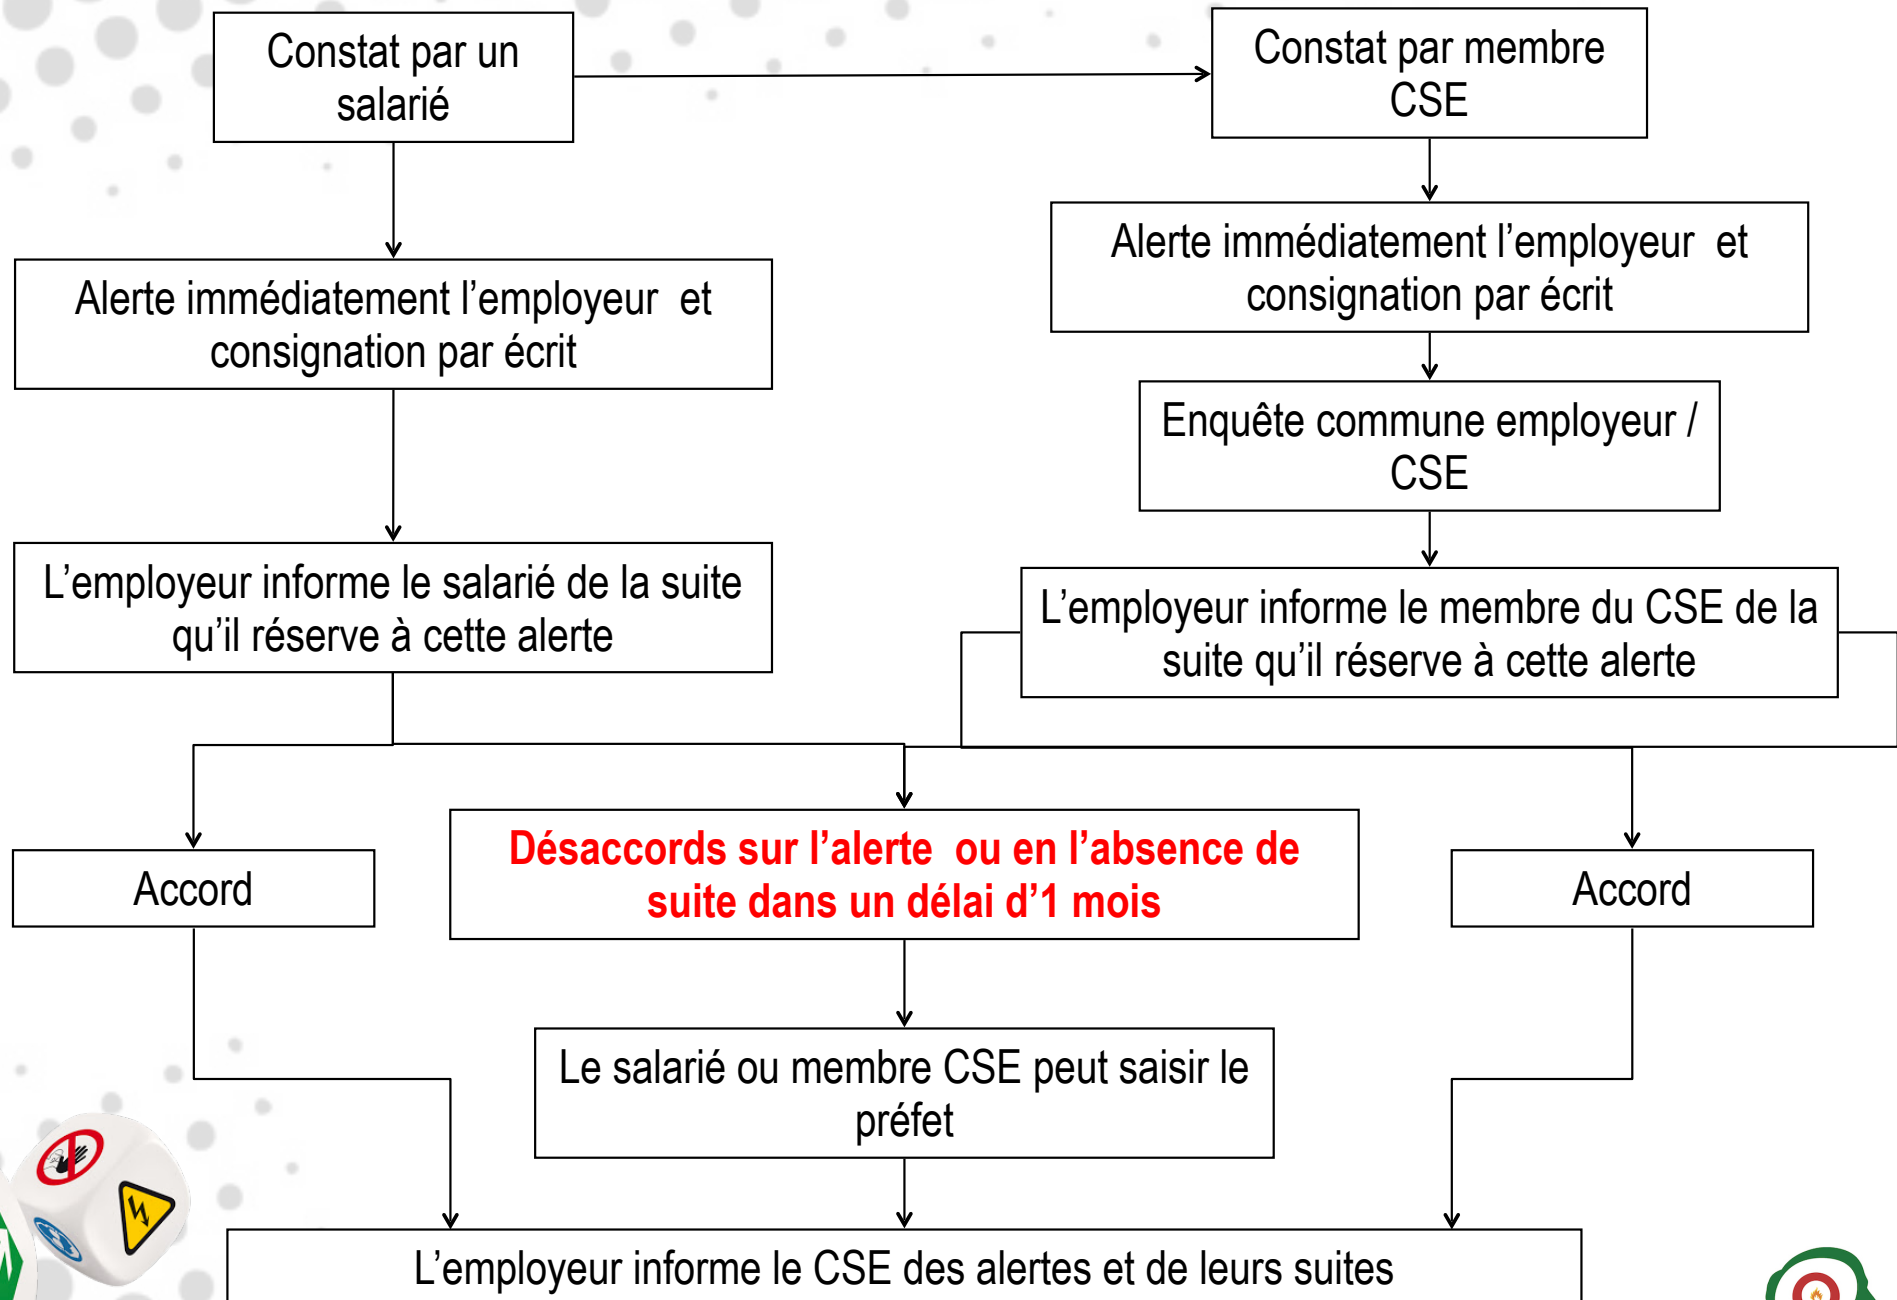 Constat par un
salarié
Constat par membre
CSE
Alerte immédiatement l’employeur et
consignation par écrit
Alerte immédiatement l’employeur et
consignation par écrit
Enquête commune employeur /
CSE
L’employeur informe le salarié de la suite
qu’il réserve à cette alerte
L’employeur informe le membre du CSE de la
suite qu’il réserve à cette alerte
Accord
Désaccords sur l’alerte ou en l’absence de
suite dans un délai d’1 mois
Accord
Le salarié ou membre CSE peut saisir le
préfet
L’employeur informe le CSE des alertes et de leurs suites